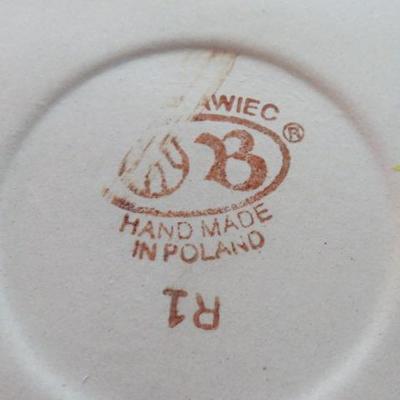 AWIEC
B®
HAND MADE
IN POLAND
R1